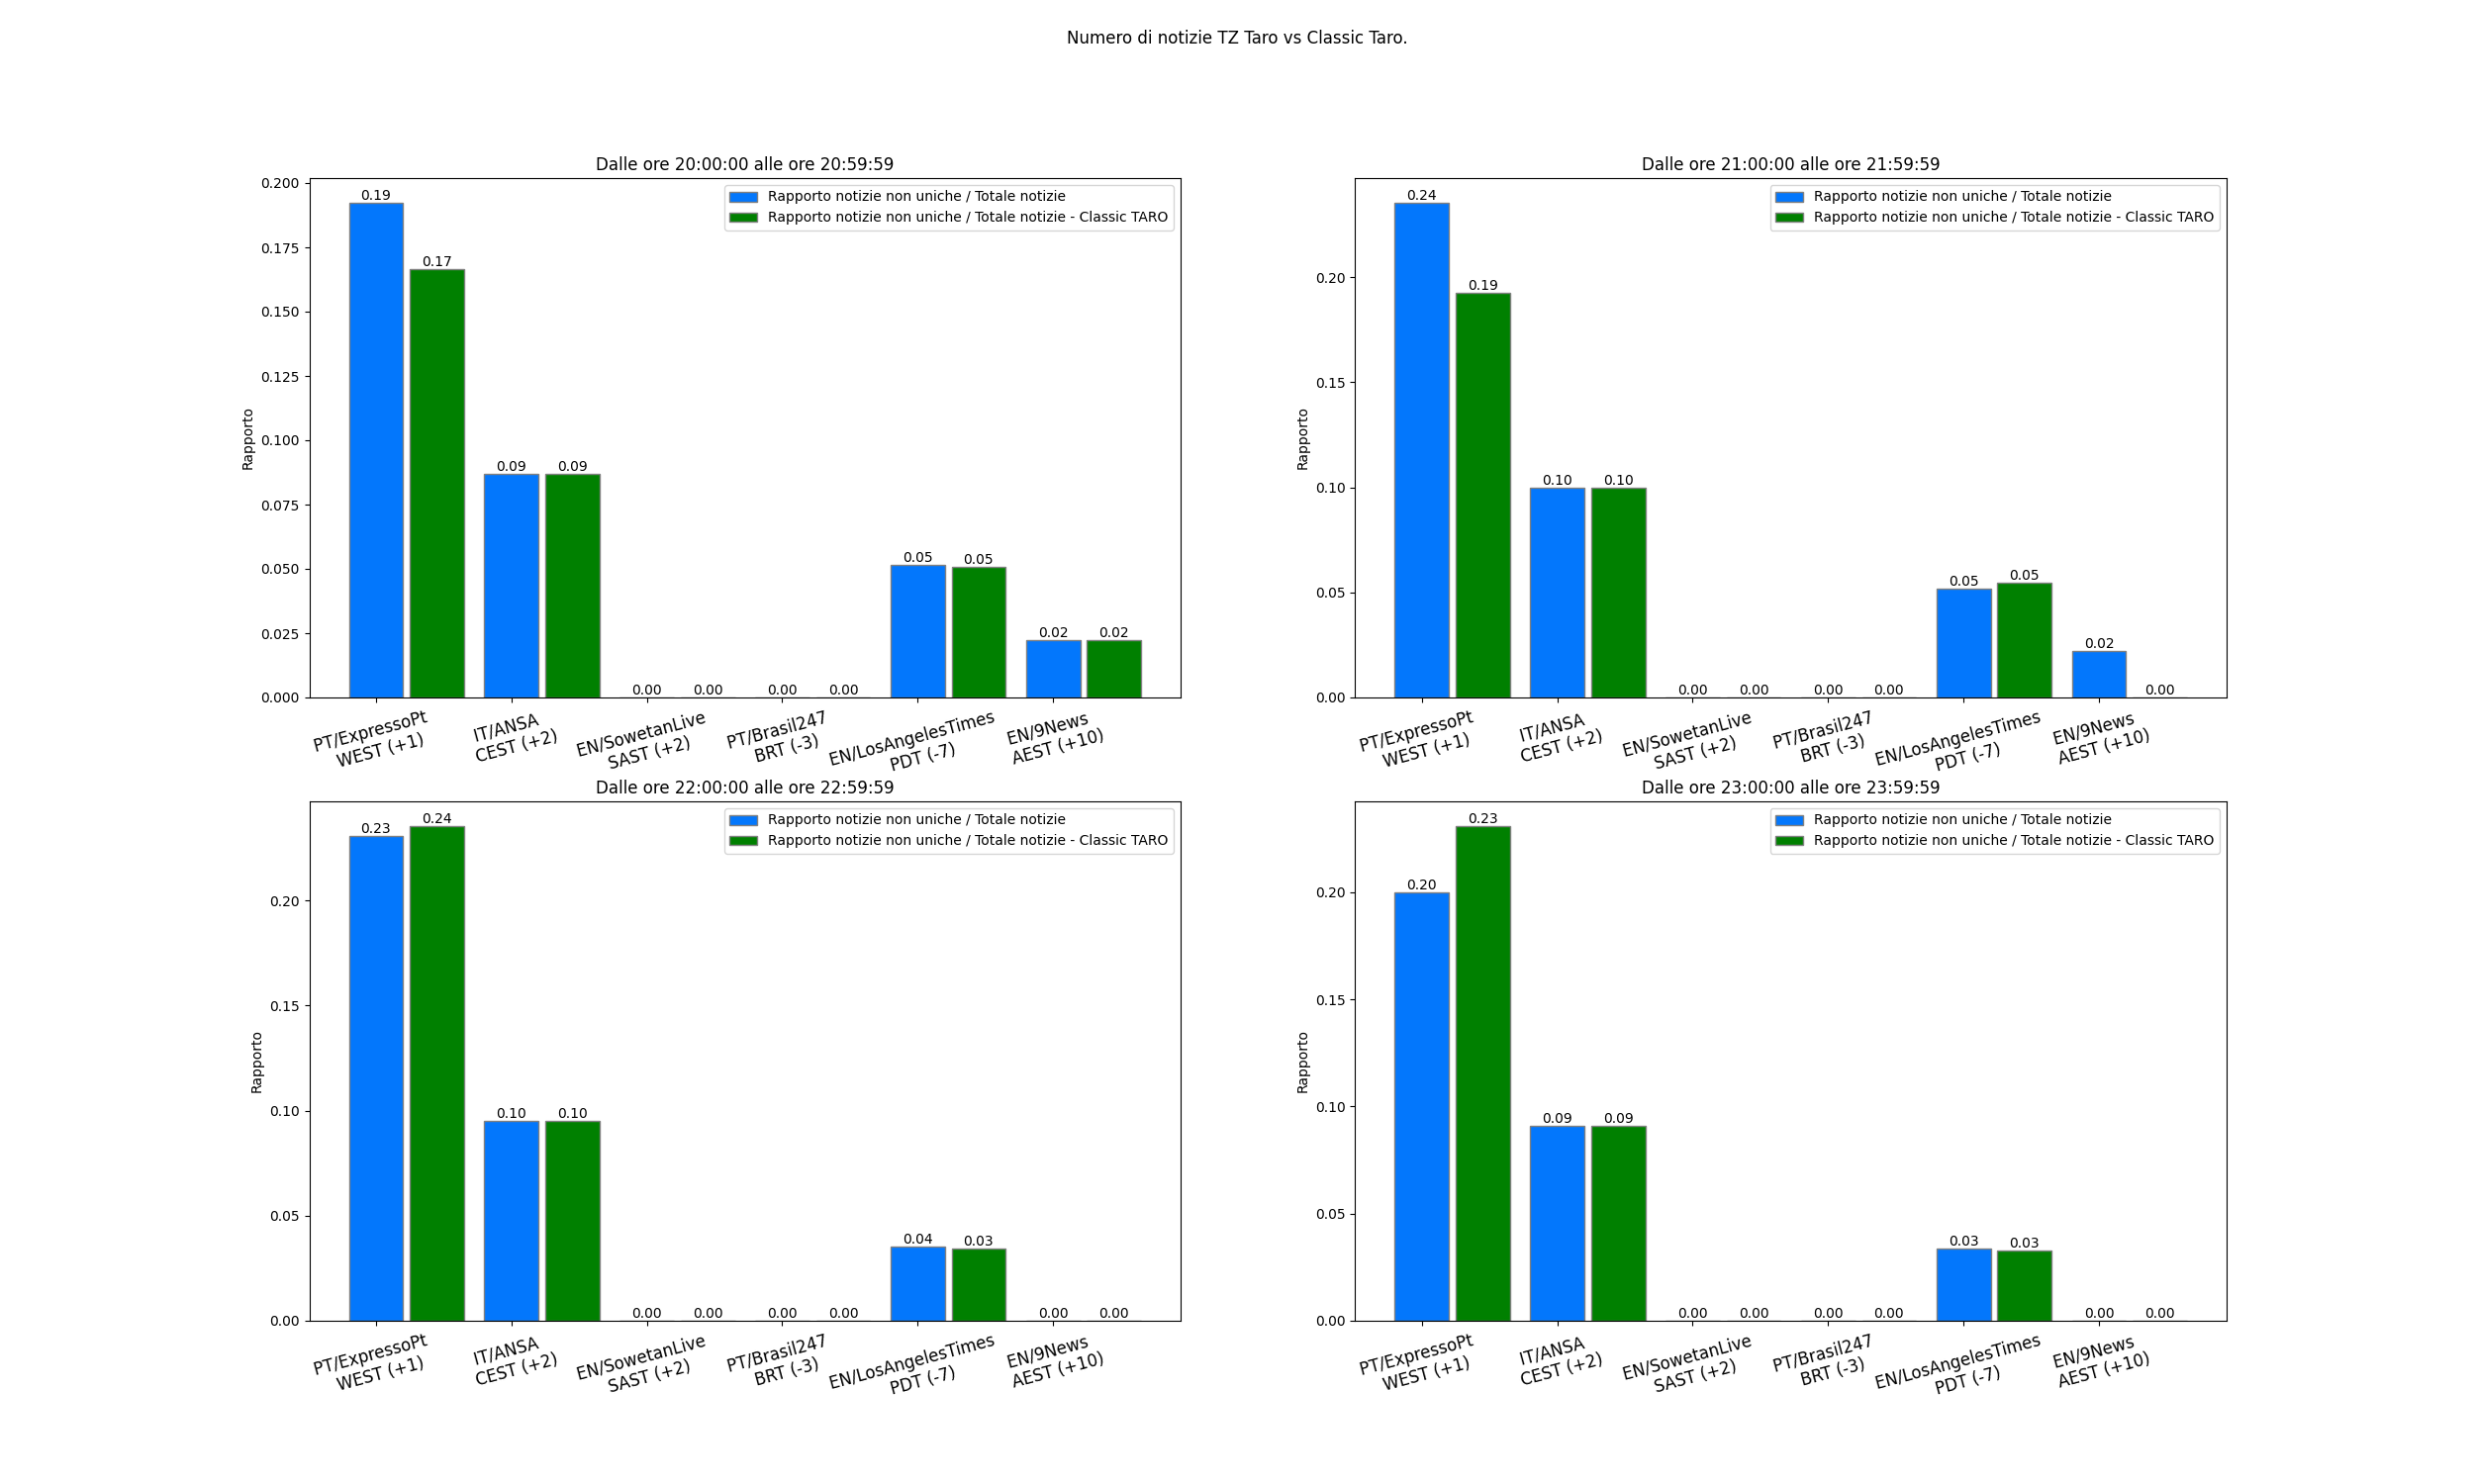 Numero di notizie TZ Taro vs Classic Taro.
Dalle ore 20:00:00 alle ore 20:59:59
Rapporto notizie non uniche / Totale notizie
Rapporto notizie non uniche / Totale notizie - Classic TARO
Rapporto
0.200
0.175
0.150
0.125
0.100
0.075
0.050
0.025
0.000
0.19
0.17
0.09
0.09
0.00
0.00
0.00
0.00
0.05
0.05
0.02
0.02
PT/ExpressoPt
WEST (+1)
IT/ANSA
CEST (+2)
EN/SowetanLive
SAST (+2)
PT/Brasil247
BRT (-3)
EN/LosAngelesTimes
PDT (-7)
EN/9News
AEST (+10)
Dalle ore 21:00:00 alle ore 21:59:59
Rapporto notizie non uniche / Totale notizie
Rapporto notizie non uniche / Totale notizie - Classic TARO
Rapporto
0.20
0.15
0.10
0.05
0.00
0.24
0.19
0.10
0.10
0.00
0.00
0.00
0.00
0.05
0.05
0.02
0.00
PT/ExpressoPt
WEST (+1)
IT/ANSA
CEST (+2)
EN/SowetanLive
SAST (+2)
PT/Brasil247
BRT (-3)
EN/LosAngelesTimes
PDT (-7)
EN/9News
AEST (+10)
Dalle ore 22:00:00 alle ore 22:59:59
Rapporto notizie non uniche / Totale notizie
Rapporto notizie non uniche / Totale notizie - Classic TARO
Rapporto
0.20
0.15
0.10
0.05
0.00
0.23
0.24
0.10
0.10
0.00
0.00
0.00
0.00
0.04
0.03
0.00
0.00
PT/ExpressoPt
WEST (+1)
IT/ANSA
CEST (+2)
EN/SowetanLive
SAST (+2)
PT/Brasil247
BRT (-3)
EN/LosAngelesTimes
PDT (-7)
EN/9News
AEST (+10)
Dalle ore 23:00:00 alle ore 23:59:59
Rapporto notizie non uniche / Totale notizie
Rapporto notizie non uniche / Totale notizie - Classic TARO
Rapporto
0.20
0.15
0.10
0.05
0.00
0.20
0.23
0.09
0.09
0.00
0.00
0.00
0.00
0.03
0.03
0.00
0.00
PT/ExpressoPt
WEST (+1)
IT/ANSA
CEST (+2)
EN/SowetanLive
SAST (+2)
PT/Brasil247
BRT (-3)
EN/LosAngelesTimes
PDT (-7)
EN/9News
AEST (+10)